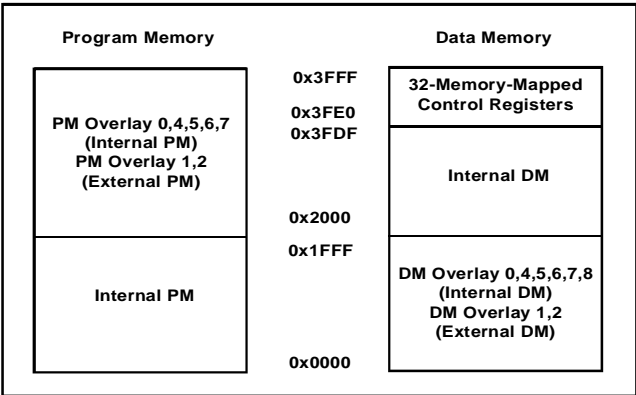 Program Memory
Data Memory
PM Overlay 0,4,5,6,7
(Internal PM)
PM Overlay 1,2
(External PM)
Internal PM
0x3FFF
0x3FE0
0x3FDF
0x2000
0x1FFF
0x0000
32-Memory-Mapped
Control Registers
Internal DM
DM Overlay 0,4,5,6,7,8
(Internal DM)
DM Overlay 1,2
(External DM)